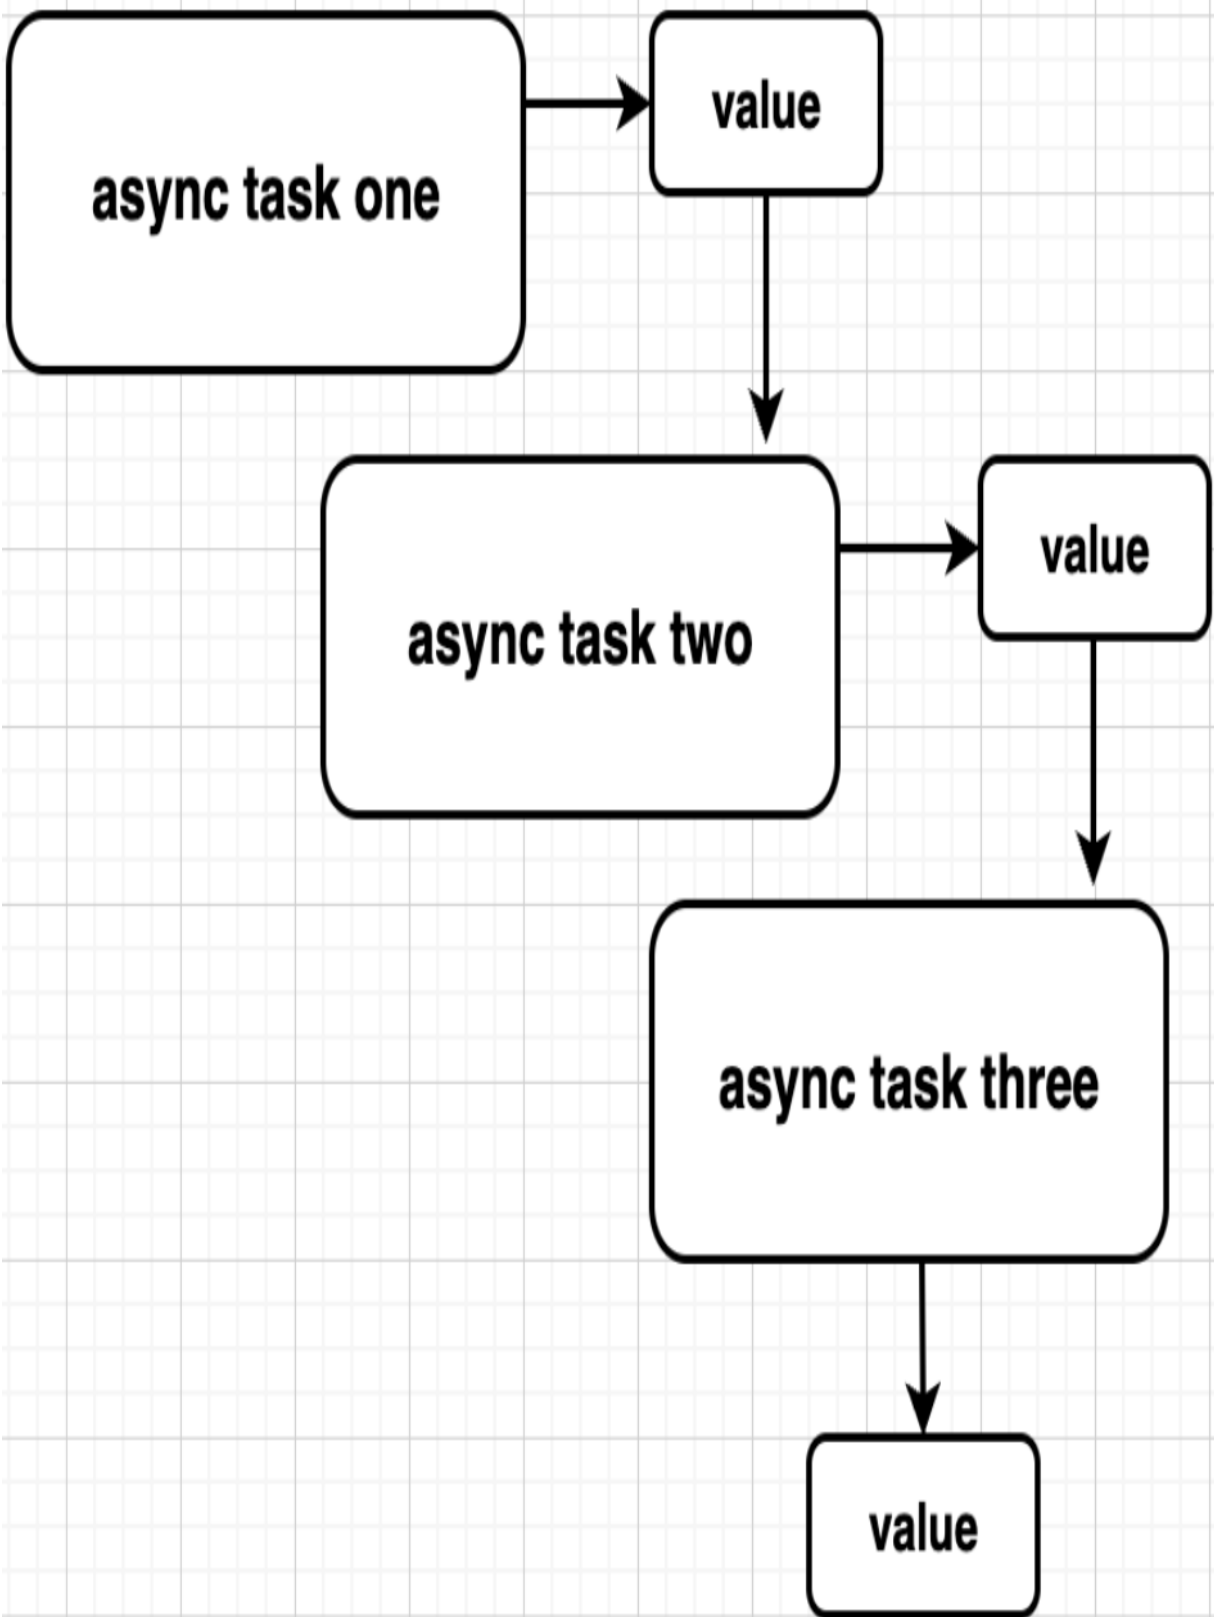 async task one
value
async task two
value
async task three
value